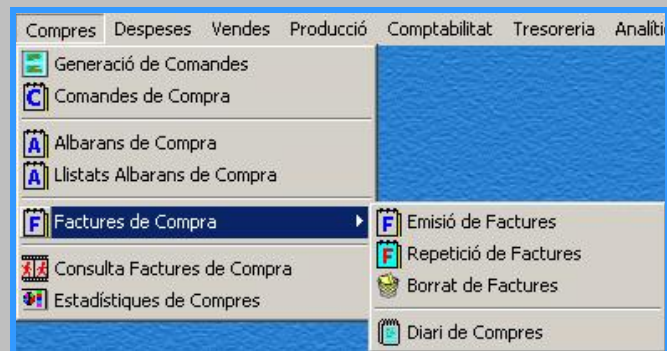 Compres Despeses Vendes Producció Comptabilitat Tresoreria
Generació de Comandes
C Comandes de Compra
A Albarans de Compra
A Llistats Albarans de Compra
F Factures de Compra
Consulta Factures de Compra
Estadístiques de Compres
F Emisió de Factures
F Repetició de Factures
Borrat de Factures
Diari de Compres